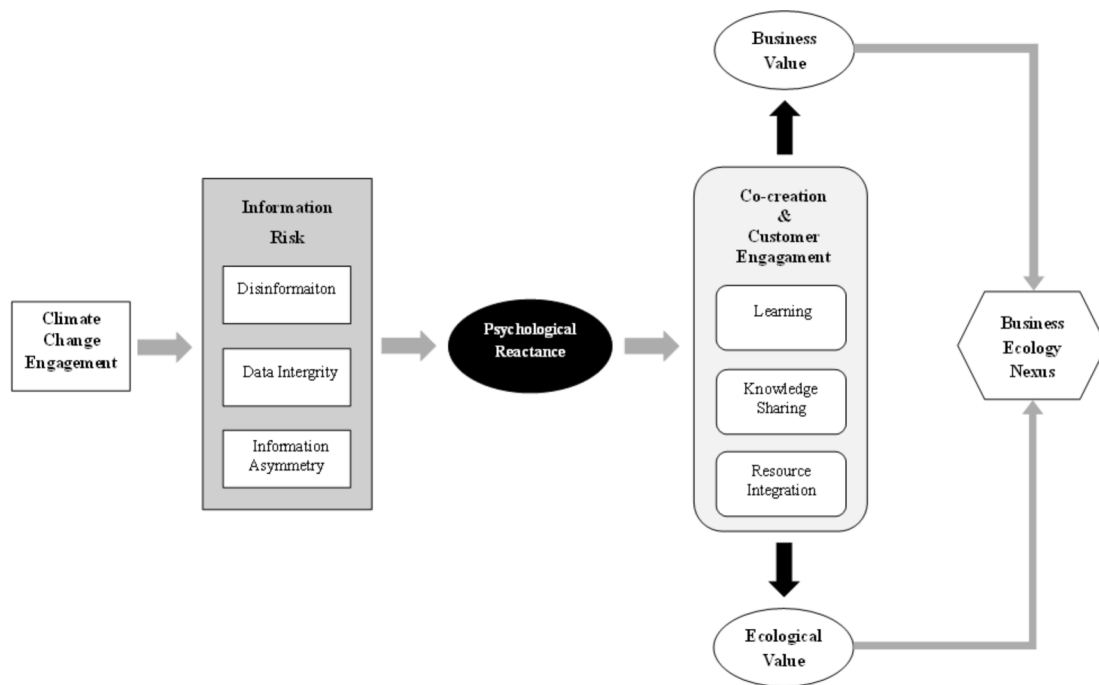 Climate
Change
Engagement
Information
Risk
Disinformaiton
Data Intergrity
Information
Asymmetry
Psychological
Reactance
Co-creation
&
Customer
Engagament
Learning
Knowledge
Sharing
Resource
Integration
Business
Value
Ecological
Value
Business
Ecology
Nexus